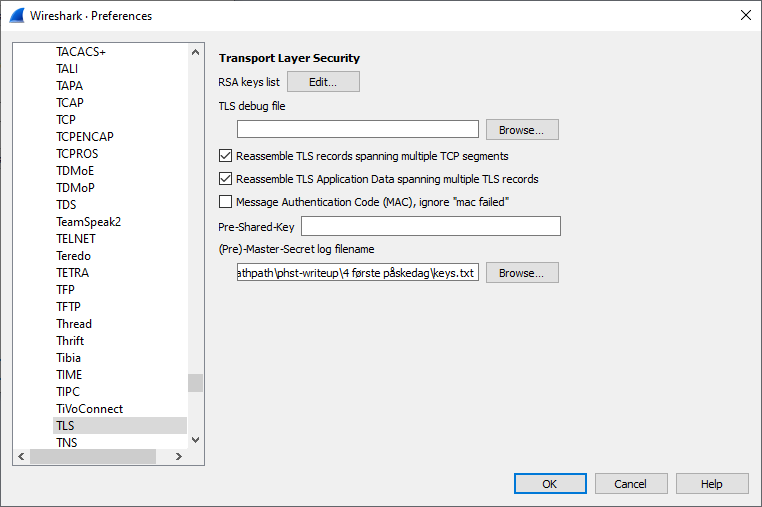 Wireshark · Preferences
TACACS+
TALI
TAPA
TCAP
TCP
TCPENCAP
TCPROS
TDMoE
TDMoP
TDS
TeamSpeak2
TELNET
Teredo
TETRA
TFP
TFTP
Thread
Thrift
Tibia
TIME
TIPC
TiVoConnect
TLS
TNS
Transport Layer Security
RSA keys list Edit...
TLS debug file
Browse...
Reassemble TLS records spanning multiple TCP segments
Reassemble TLS Application Data spanning multiple TLS records
Message Authentication Code (MAC), ignore "mac failed"
Pre-Shared-Key
(Pre)-Master-Secret log filename
athpath\phst-writeup\4 første påskedag\keys.txt Browse...
OK Cancel Help